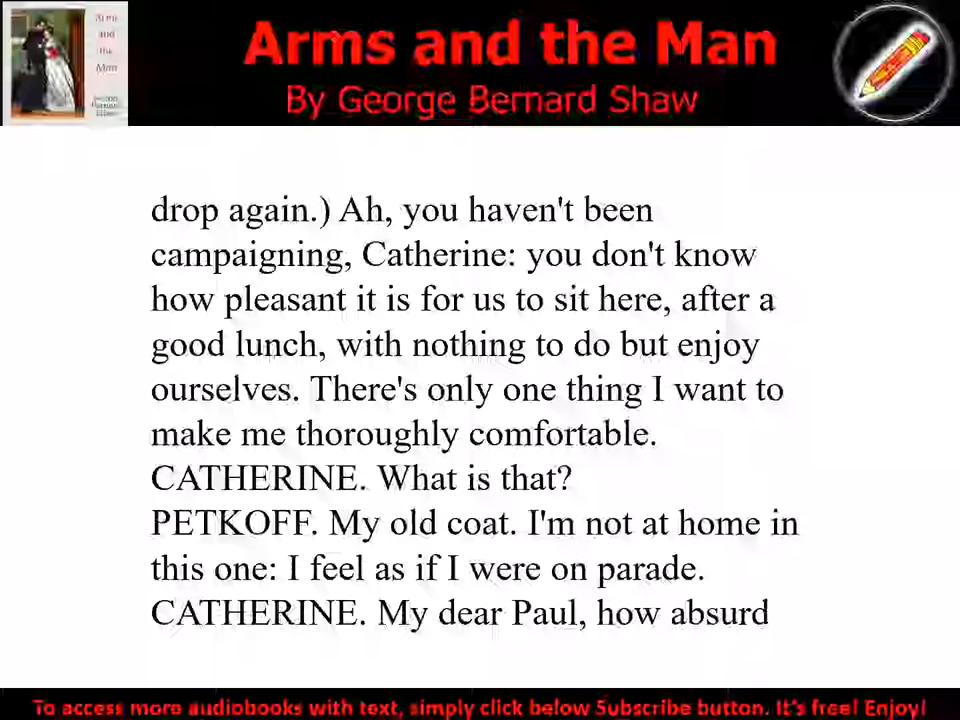 Arms
and
the
Man
Arms and the Man
By George Bernard Shaw
drop again.) Ah, you haven't been
campaigning, Catherine: you don't know
how pleasant it is for us to sit here, after a
good lunch, with nothing to do but enjoy
ourselves. There's only one thing I want to
make me thoroughly comfortable.
CATHERINE. What is that?
PETKOFF. My old coat. I'm not at home in
this one: I feel as if I were on parade.
CATHERINE. My dear Paul, how absurd
To access more audiobooks with text, simply click below Subscribe button. It's free! Enjoy!